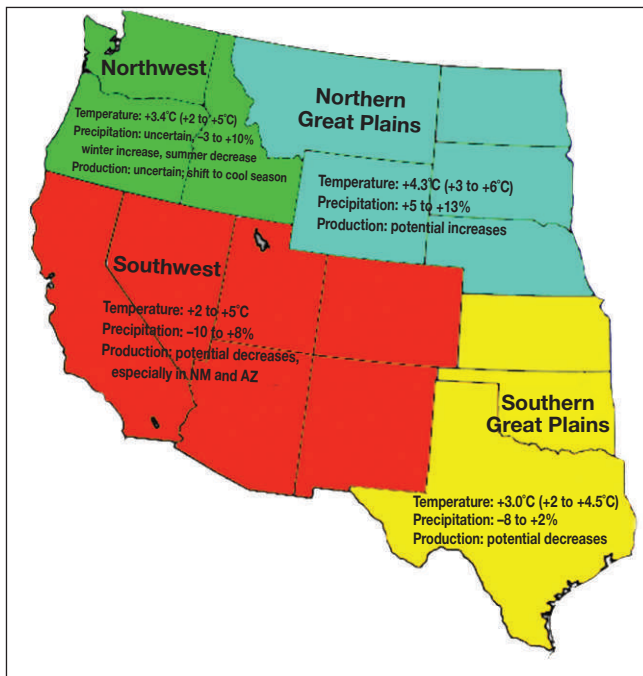 Northwest
Temperature: +3.4°C (+2 to +5°C)
Precipitation: uncertain, –3 to +10%
winter increase, summer decrease
Production: uncertain; shift to cool season
Northern
Great Plains
Temperature: +4.3°C (+3 to +6°C)
Precipitation: +5 to +13%
Production: potential increases
Southwest
Temperature: +2 to +5°C
Precipitation: –10 to +8%
Production: potential decreases,
especially in NM and AZ
Southern
Great Plains
Temperature: +3.0°C (+2 to +4.5°C)
Precipitation: –8 to +2%
Production: potential decreases